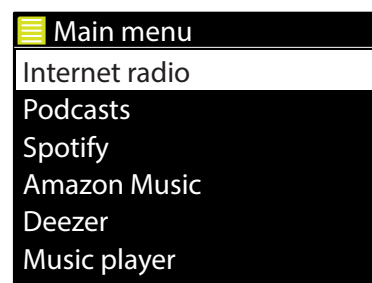 Main menu
Internet radio
Podcasts
Spotify
Amazon Music
Deezer
Music player